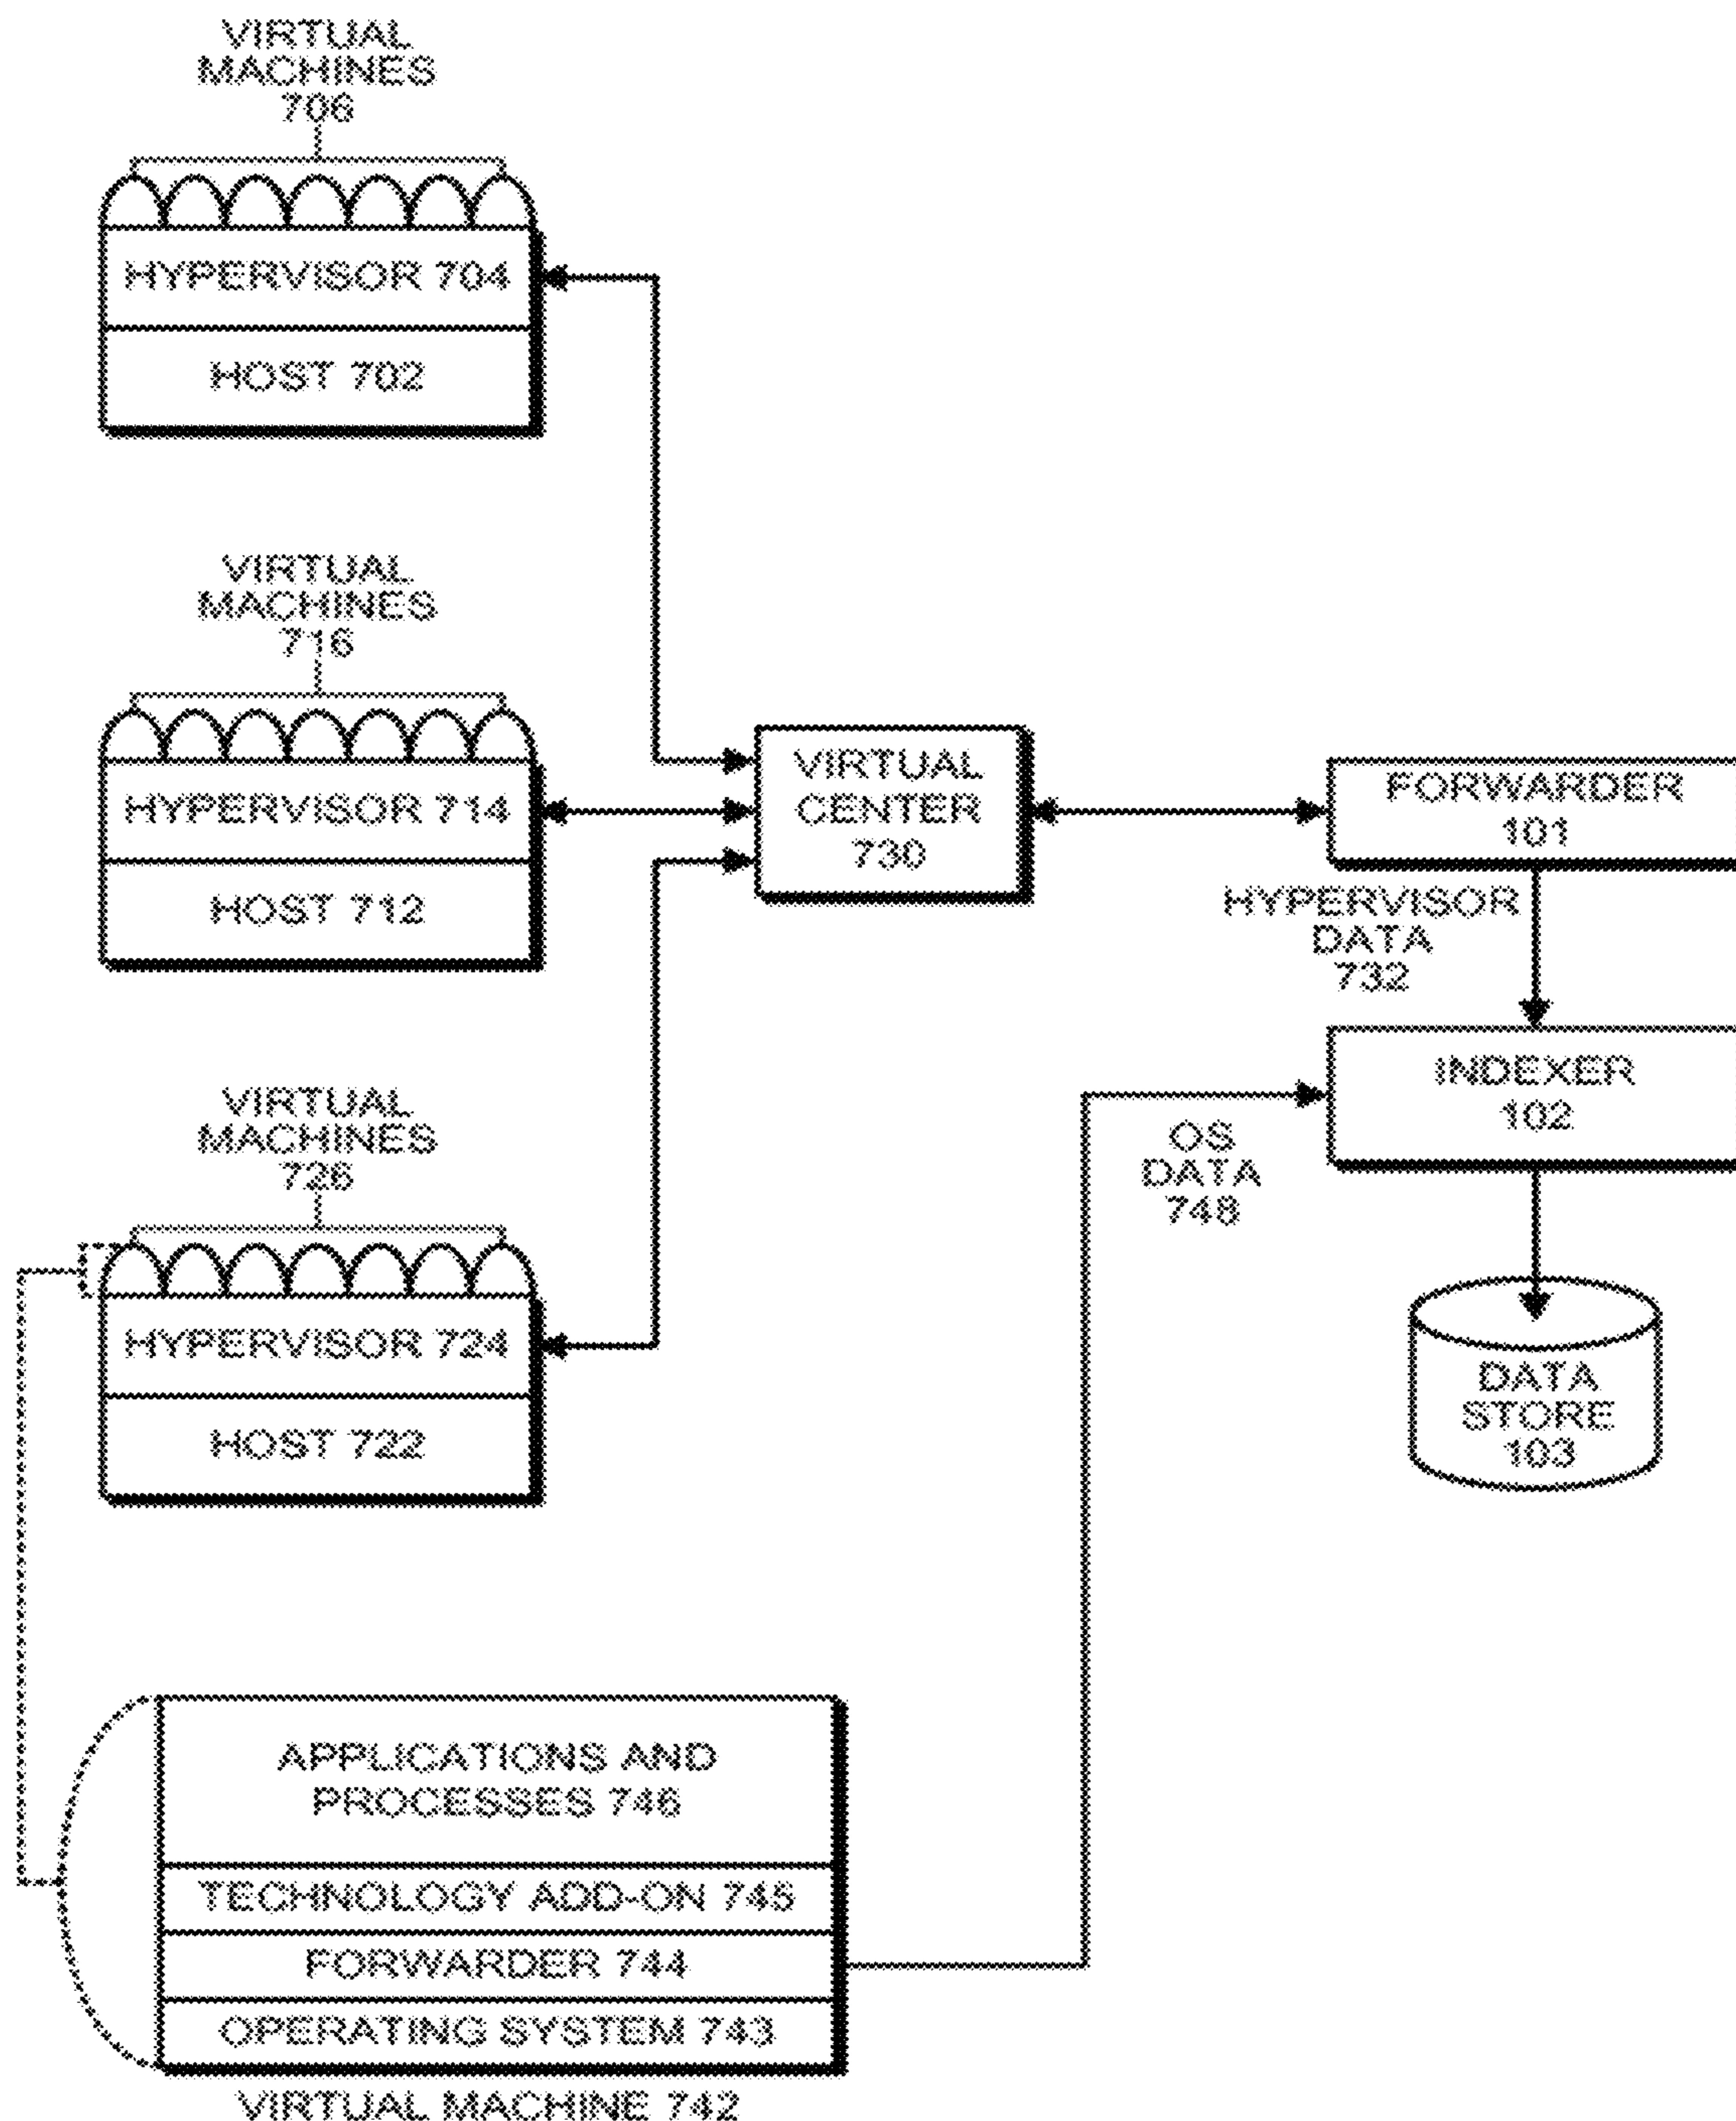 VIRTUAL
MACHINES
706
HYPERVISOR 704
HOST 702
VIRTUAL
MACHINES
716
HYPERVISOR 714
HOST 712
VIRTUAL
CENTER
730
FORWARDER
101
HYPERVISOR
DATA
732
INDEXER
102
OS
DATA
748
DATA
STORE
103
VIRTUAL
MACHINES
726
HYPERVISOR 724
HOST 722
APPLICATIONS AND
PROCESSES 746
TECHNOLOGY ADD-ON 745
FORWARDER 744
OPERATING SYSTEM 743
VIRTUAL MACHINE 742